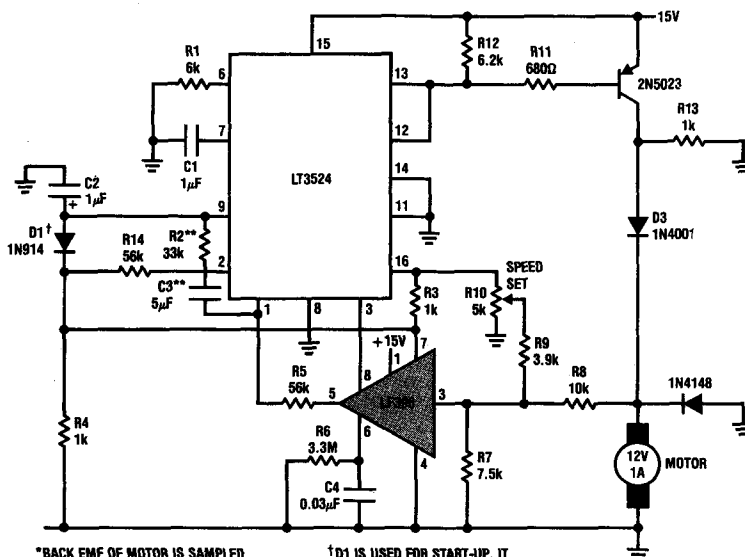 15V
R1
6k
15
R12
6.2k
R11
680Ω
6
13
2N5023
7
12
R13
1k
C1
1μF
LT3524
14
C2
1μF
+
9
11
D1†
1N914
R14
56k
R2**
33k
D3
1N4001
2
16
SPEED
SET
C3**
5μF
R3
1k
R10
5k
1
8
3
+15V
7
R9
3.9k
1
8
R8
10k
1N4148
R5
56k
5
3
R4
1k
6
R6
3.3M
4
R7
7.5k
12V
1A
MOTOR
C4
0.03μF
*BACK EMF OF MOTOR IS SAMPLED
†D1 IS USED FOR START-UP. IT